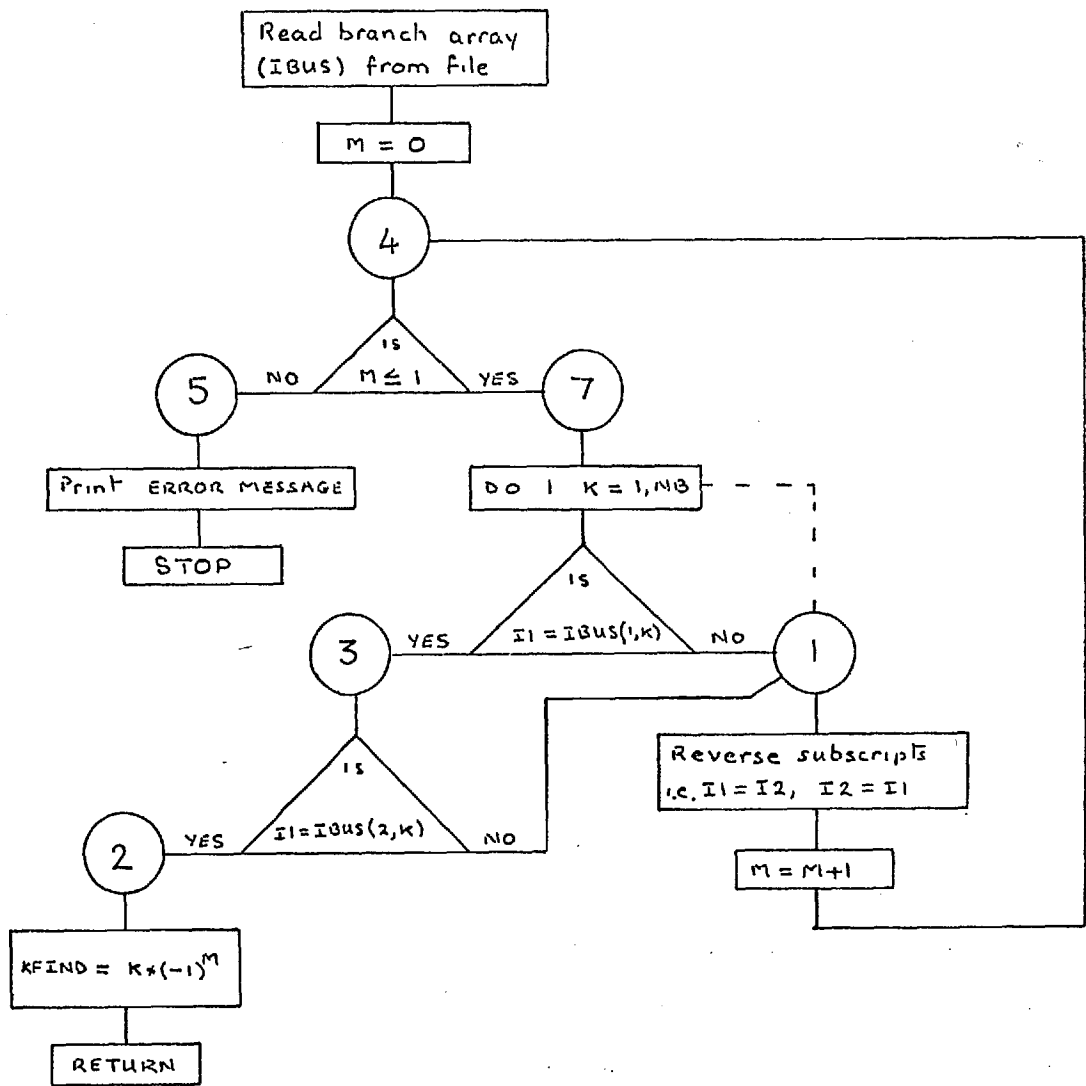 Read branch array
(IBUS) from file
M = 0
4
IS
M ≤ 1
NO
YES
5
7
Print ERROR MESSAGE
STOP
DO 1 K = 1, NB
IS
I1 = IBUS(1,K)
YES
NO
3
1
IS
I1 = IBUS(2,K)
YES
NO
2
Reverse subscripts
i.e. I1 = I2, I2 = I1
M = M+1
KFIND = K*(-1)^M
RETURN